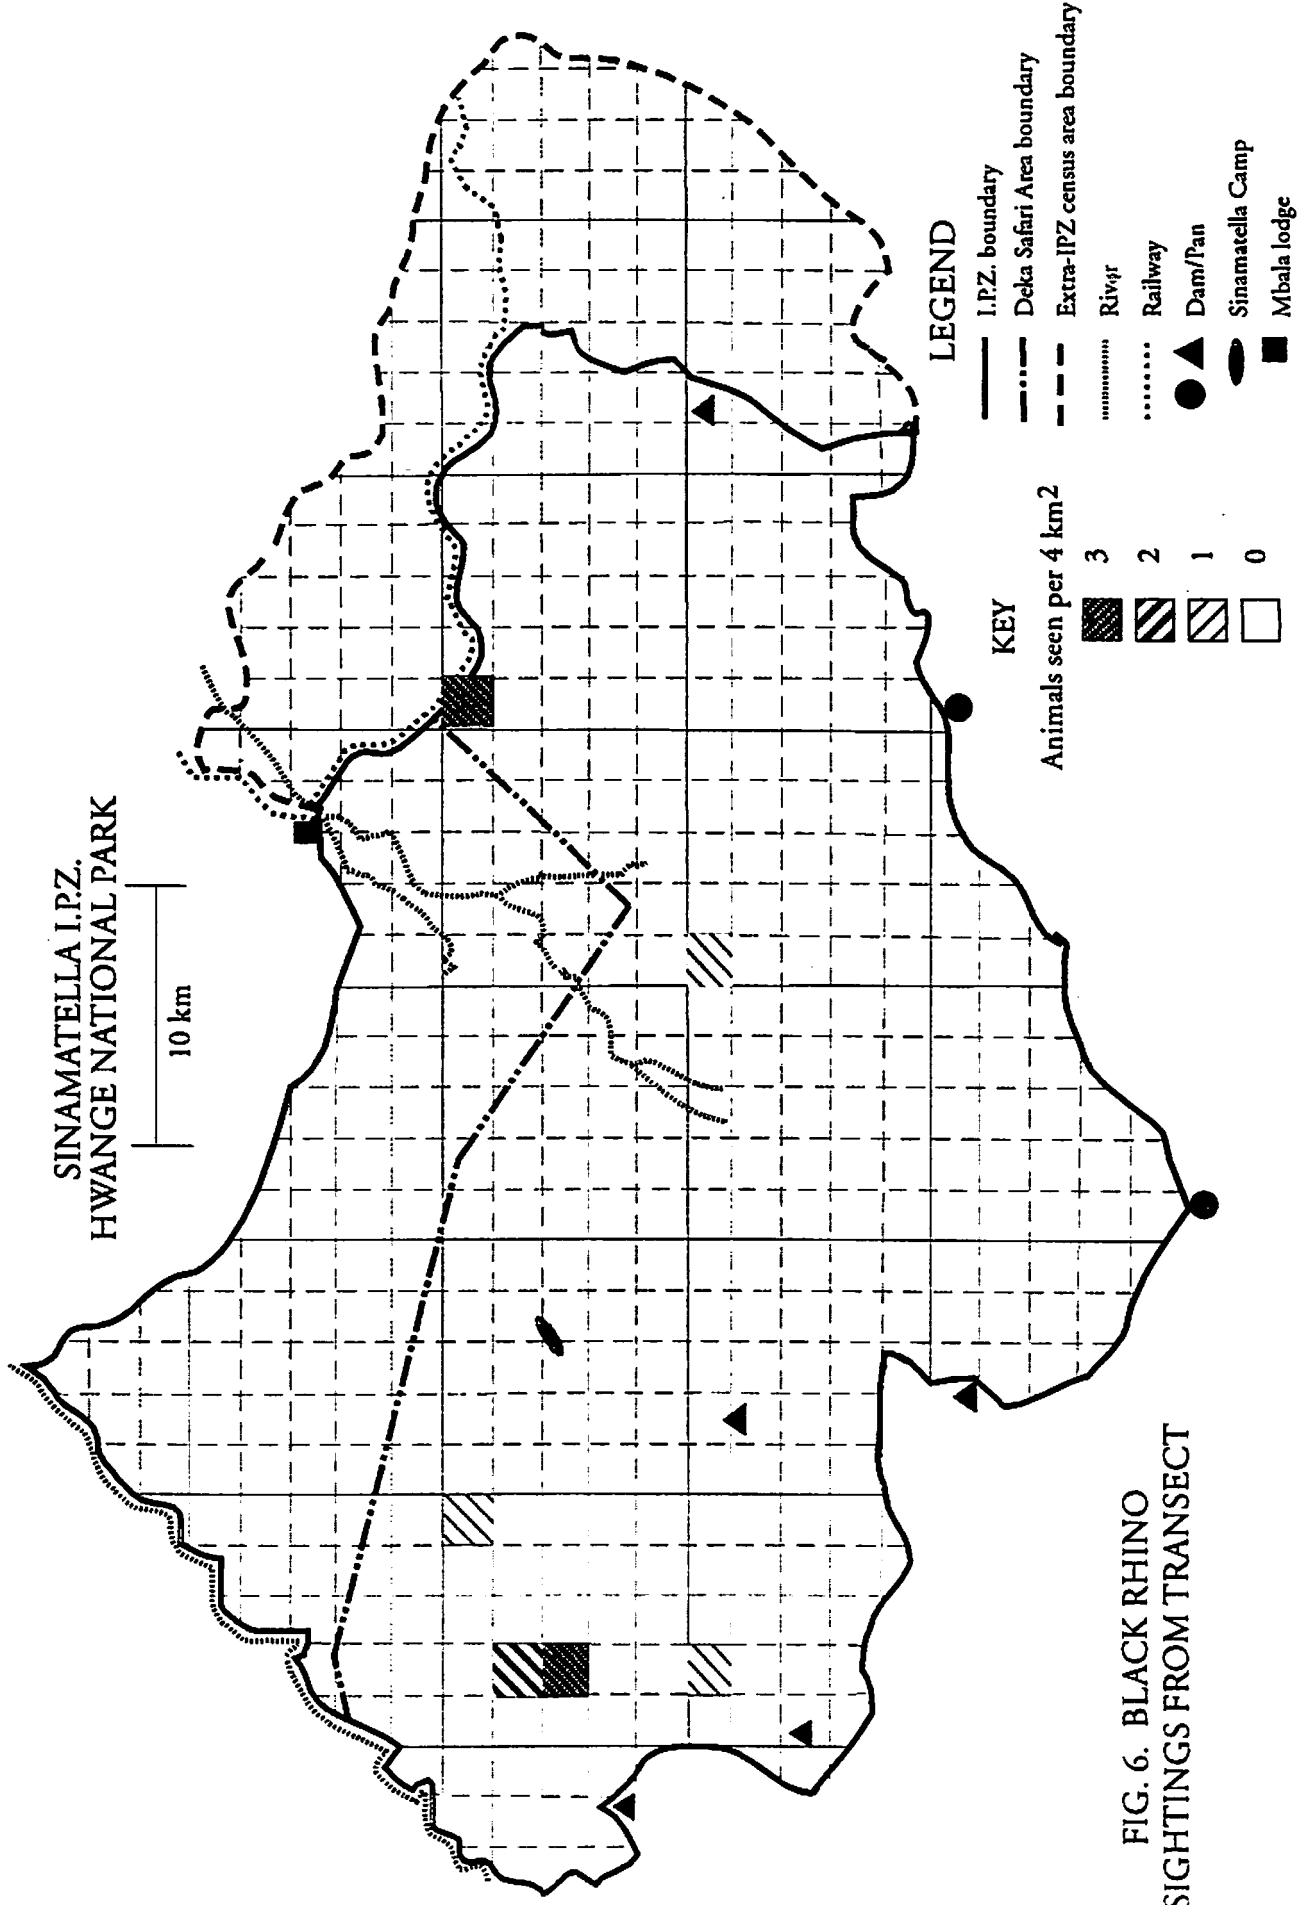 SINAMATELLA I.P.Z.
HWANGE NATIONAL PARK
10 km
LEGEND
I.P.Z. boundary
Deka Safari Area boundary
Extra-IPZ census area boundary
River
Railway
Dam/Pan
Sinamatella Camp
Mbala lodge
KEY
Animals seen per 4 km2
3
2
1
0
FIG. 6. BLACK RHINO
SIGHTINGS FROM TRANSECT